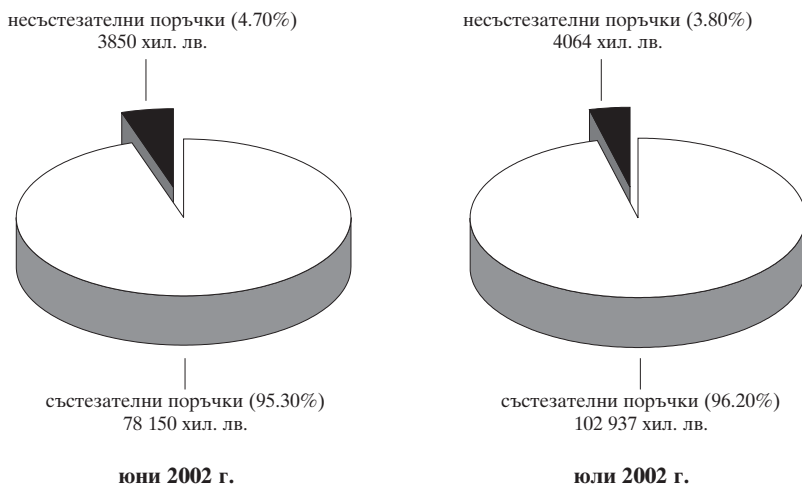 несъстезателни поръчки (4.70%)
3850 хил. лв.
състезателни поръчки (95.30%)
78 150 хил. лв.
юни 2002 г.
несъстезателни поръчки (3.80%)
4064 хил. лв.
състезателни поръчки (96.20%)
102 937 хил. лв.
юли 2002 г.